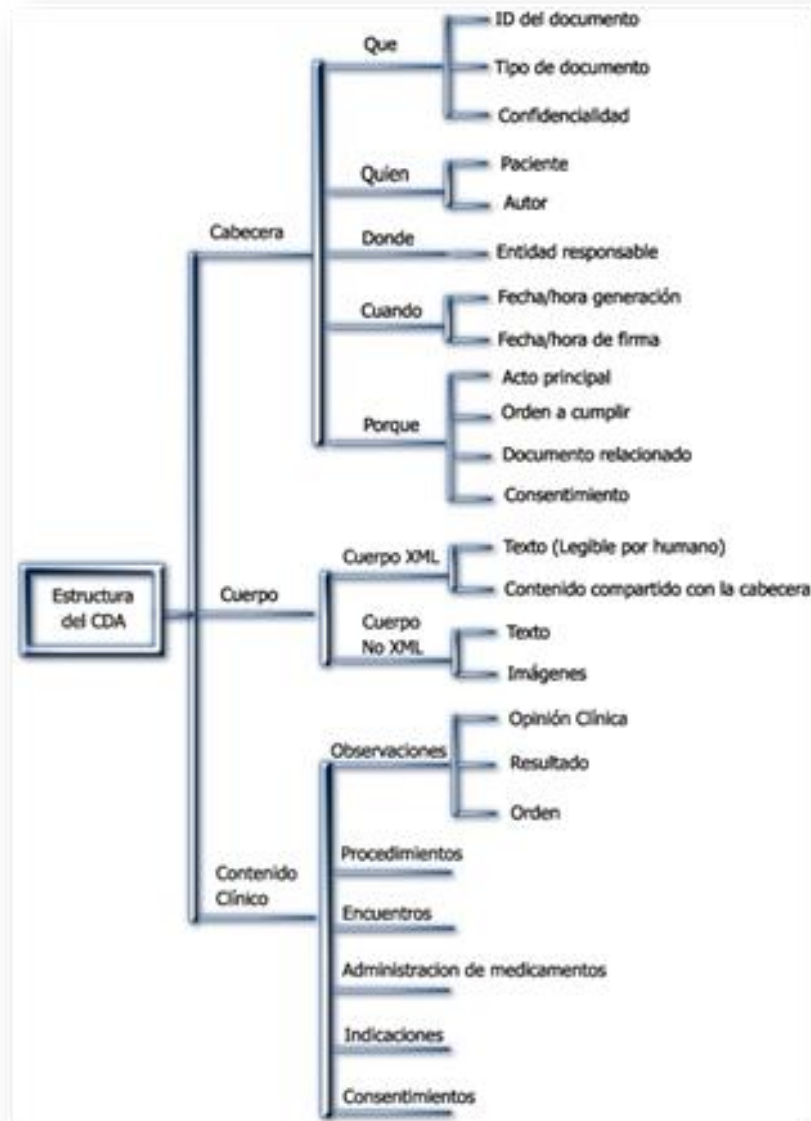 Que
ID del documento
Tipo de documento
Confidencialidad
Quien
Paciente
Autor
Cabecera
Donde
Entidad responsable
Cuando
Fecha/hora generación
Fecha/hora de firma
Porque
Acto principal
Orden a cumplir
Documento relacionado
Consentimiento
Estructura
del CDA
Cuerpo
Cuerpo XML
Texto (Legible por humano)
Contenido compartido con la cabecera
Cuerpo
No XML
Texto
Imágenes
Contenido
Clínico
Observaciones
Opinión Clínica
Resultado
Orden
Procedimientos
Encuentros
Administracion de medicamentos
Indicaciones
Consentimientos